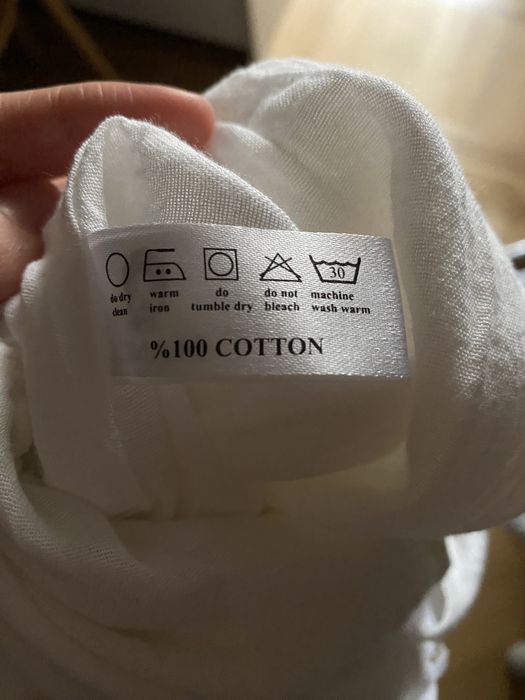 30
do dry warm do do not machine
clean iron tumble dry bleach wash warm
%100 COTTON